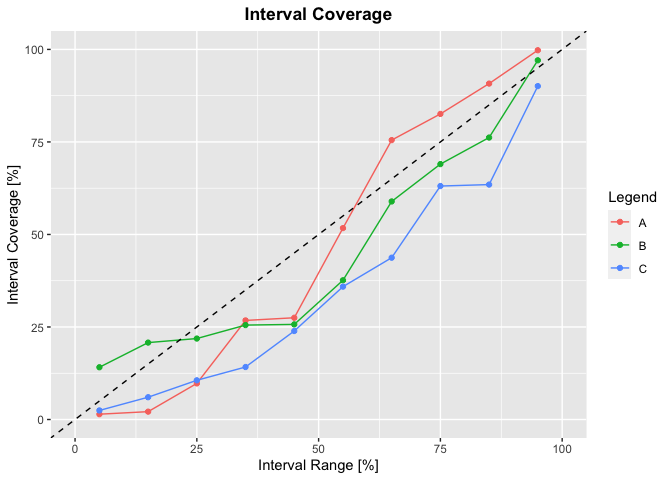 Interval Coverage
Interval Coverage [%]
100
75
50
25
0
0 25 50 75 100
Interval Range [%]
Legend
A
B
C